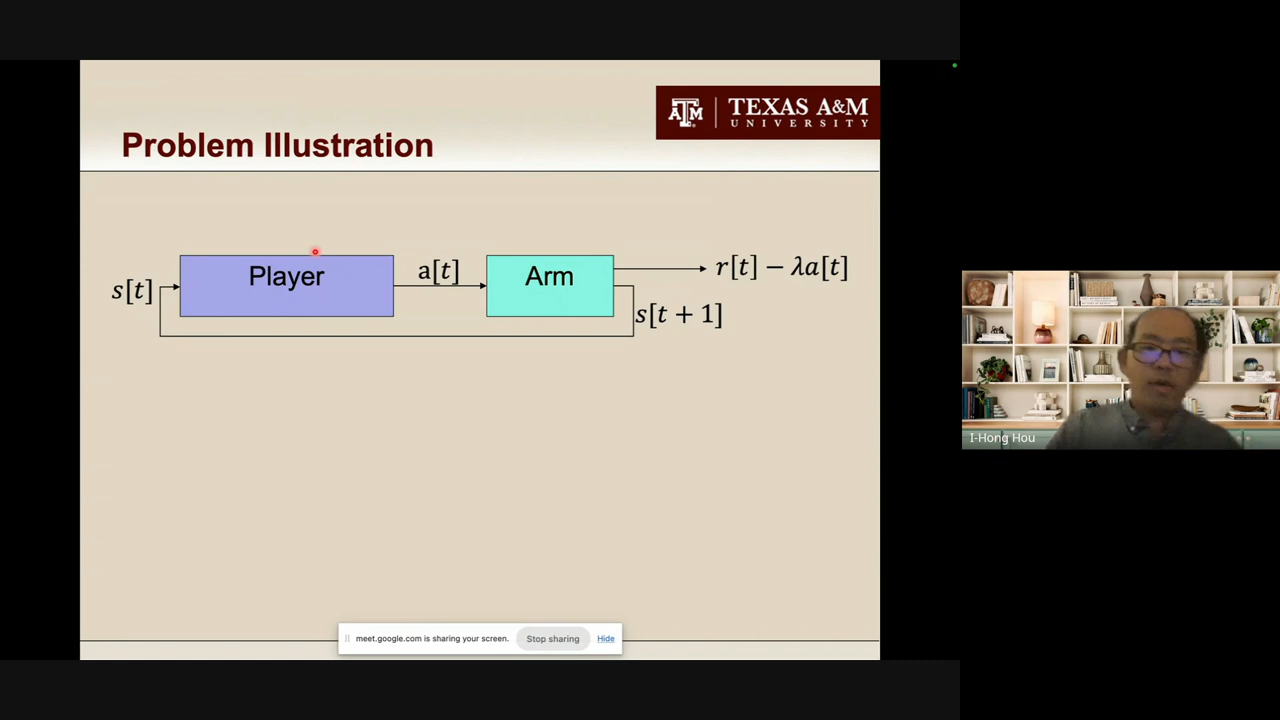 ATM TEXAS A&M
UNIVERSITY
Problem Illustration
s[t]
Player
a[t]
Arm
r[t] − λa[t]
s[t + 1]
I-Hong Hou
meet.google.com is sharing your screen. Stop sharing Hide